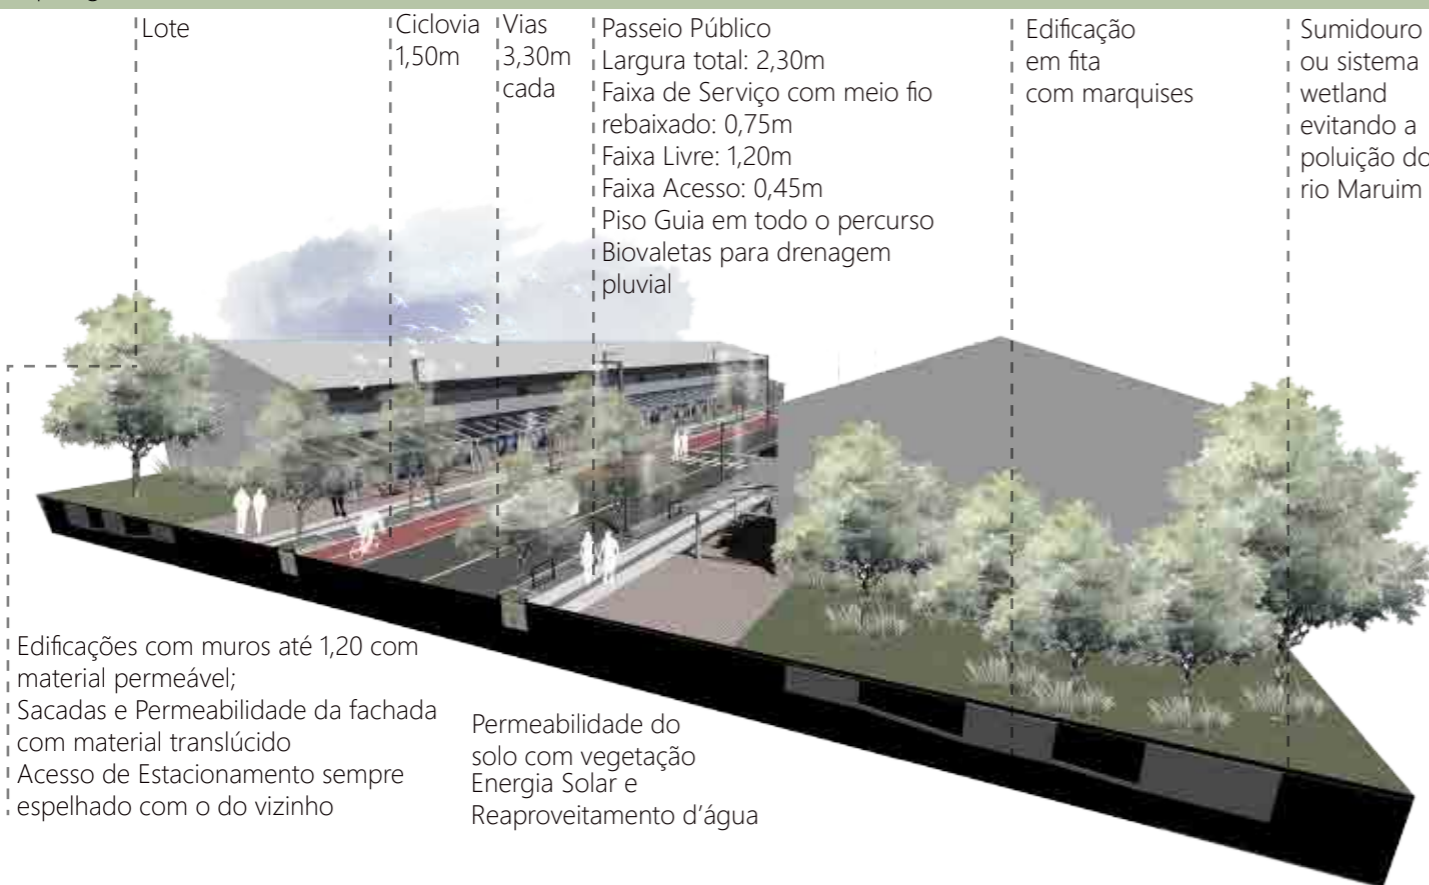 Lote
Ciclovia
1,50m
Vias
3,30m
cada
Passeio Público
Largura total: 2,30m
Faixa de Serviço com meio fio
rebaixado: 0,75m
Faixa Livre: 1,20m
Faixa Acesso: 0,45m
Piso Guia em todo o percurso
Biovaletas para drenagem
pluvial
Edificação
em fita
com marquises
Sumidouro
ou sistema
wetland
evitando a
poluição do
rio Maruim
Edificações com muros até 1,20 com
material permeável;
Sacadas e Permeabilidade da fachada
com material translúcido
Acesso de Estacionamento sempre
espelhado com o do vizinho
Permeabilidade do
solo com vegetação
Energia Solar e
Reaproveitamento d’água